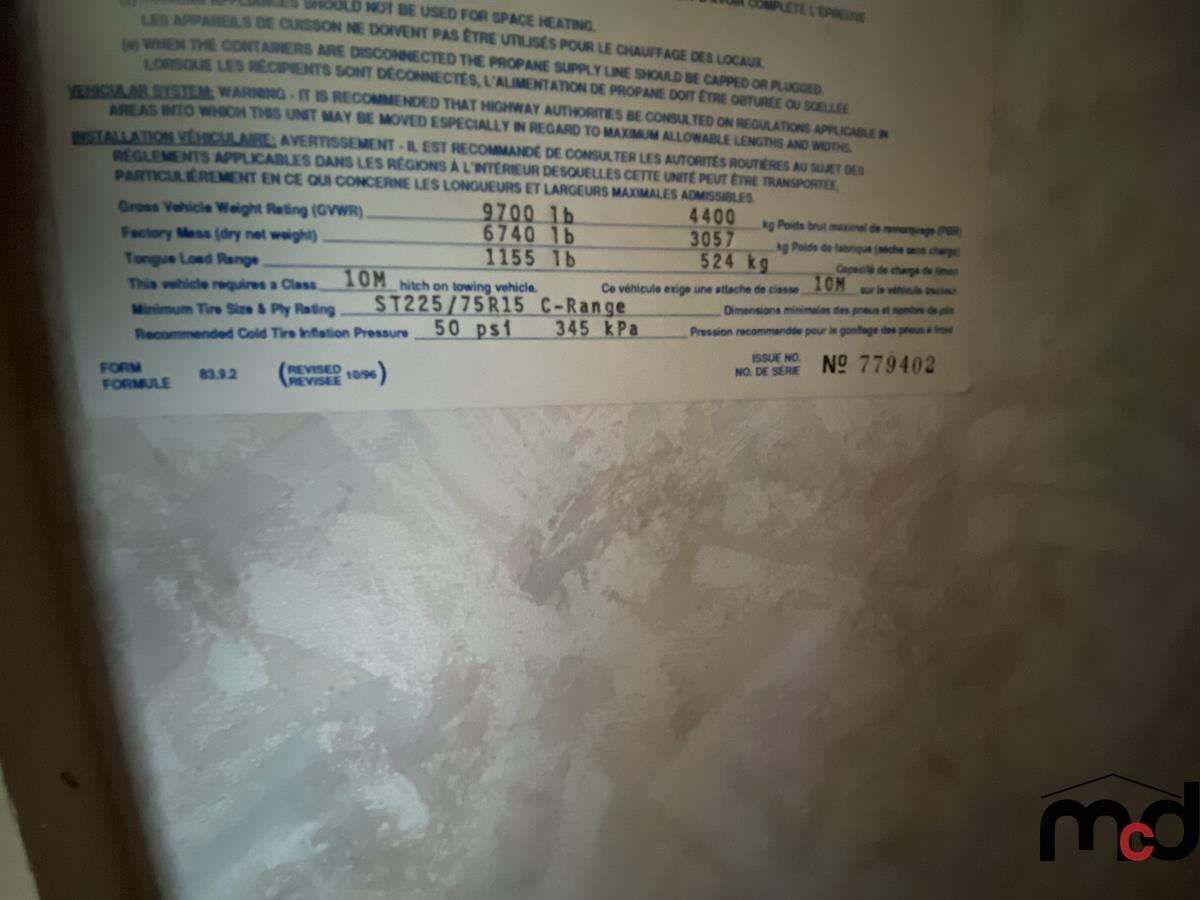 SHOULD NOT BE USED FOR SPACE HEATING.
LES APPAREILS DE CUISSON NE DOIVENT PAS ÊTRE UTILISÉS POUR LE CHAUFFAGE DES LOCAUX.
(e) WHEN THE CONTAINERS ARE DISCONNECTED THE PROPANE SUPPLY LINE SHOULD BE CAPPED OR PLUGGED.
LORSQUE LES RÉCIPIENTS SONT DÉCONNECTÉS, L'ALIMENTATION DE PROPANE DOIT ÊTRE OBTURÉE OU SCELLÉE.
VEHICULAR SYSTEM: WARNING - IT IS RECOMMENDED THAT HIGHWAY AUTHORITIES BE CONSULTED ON REGULATIONS APPLICABLE IN
AREAS INTO WHICH THIS UNIT MAY BE MOVED ESPECIALLY IN REGARD TO MAXIMUM ALLOWABLE LENGTHS AND WIDTHS.
INSTALLATION VÉHICULAIRE: AVERTISSEMENT - IL EST RECOMMANDÉ DE CONSULTER LES AUTORITÉS ROUTIÈRES AU SUJET DES
RÈGLEMENTS APPLICABLES DANS LES RÉGIONS À L'INTÉRIEUR DESQUELLES CETTE UNITÉ PEUT ÊTRE TRANSPORTÉE,
PARTICULIÈREMENT EN CE QUI CONCERNE LES LONGUEURS ET LARGEURS MAXIMALES ADMISSIBLES.
Gross Vehicle Weight Rating (GVWR) 9700 lb 4400 kg Poids brut maximal de remorquage (PBR)
Factory Mass (dry net weight) 6740 lb 3057 kg Poids de fabrique (sèche sans charge)
Tongue Load Range 1155 lb 524 kg Capacité de charge de timon
This vehicle requires a Class 10M hitch on towing vehicle. Ce véhicule exige une attache de classe 10M sur le véhicule tracteur
Minimum Tire Size & Ply Rating ST225/75R15 C-Range Dimensions minimales des pneus et nombre de plis
Recommended Cold Tire Inflation Pressure 50 psi 345 kPa Pression recommandée pour le gonflage des pneus à froid
FORM 83.9.2 (REVISED 10/96) ISSUE NO. Nº 779402
FORMULE REVISÉE NO. DE SÉRIE
mcd